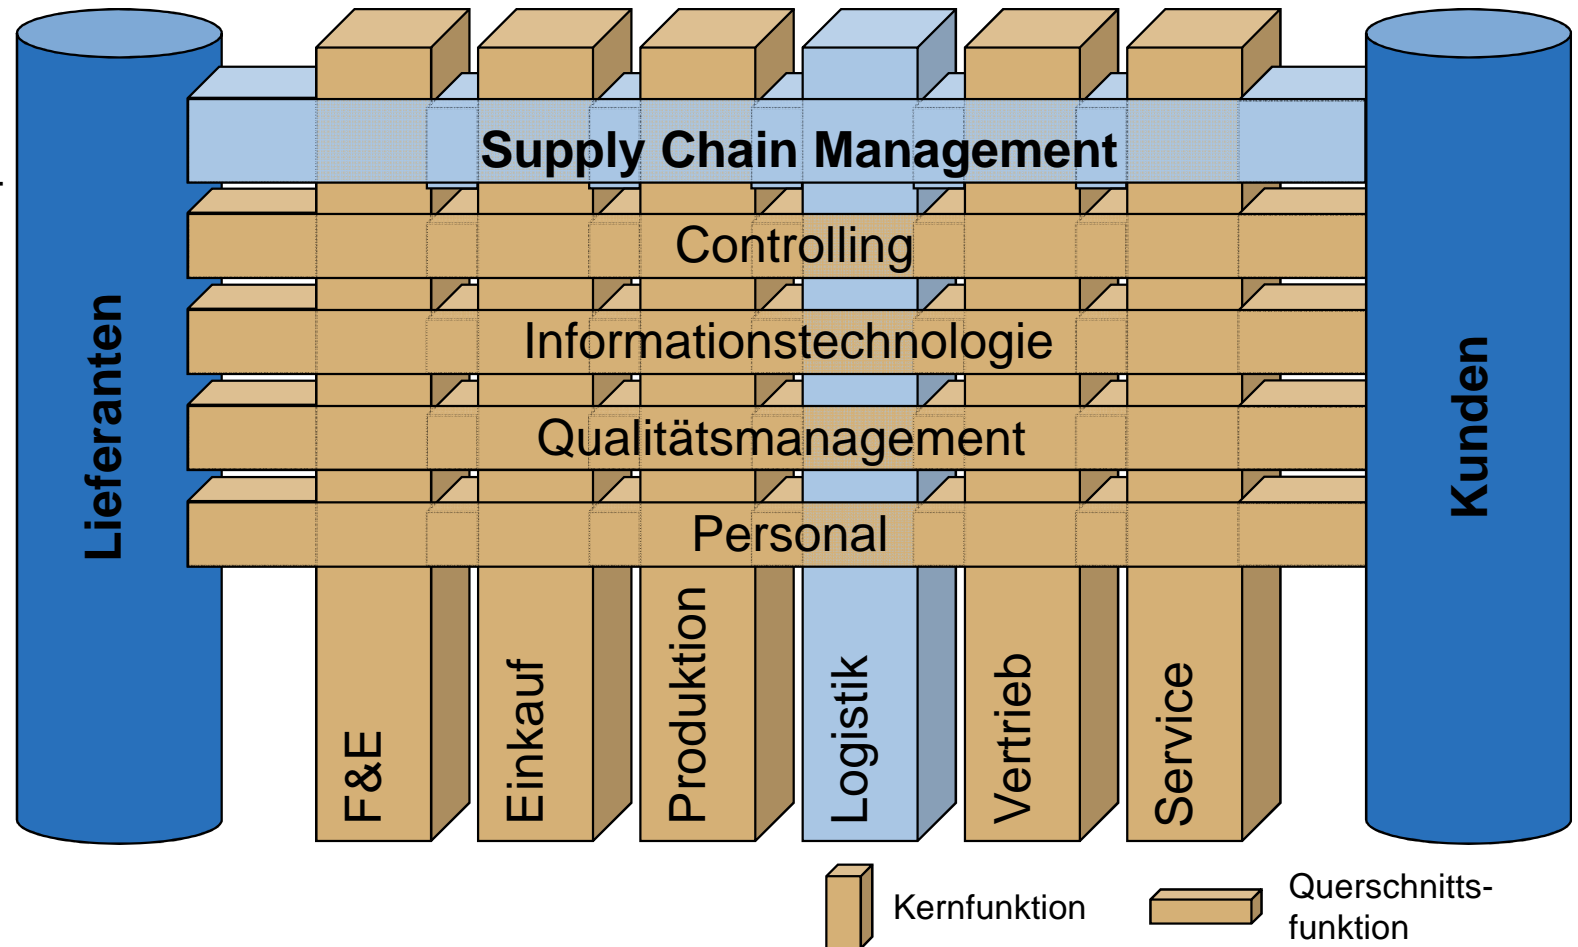 Supply Chain Management
Controlling
Informationstechnologie
Qualitätsmanagement
Personal
Lieferanten
Kunden
F&E
Einkauf
Produktion
Logistik
Vertrieb
Service
Kernfunktion
Querschnitts-
funktion